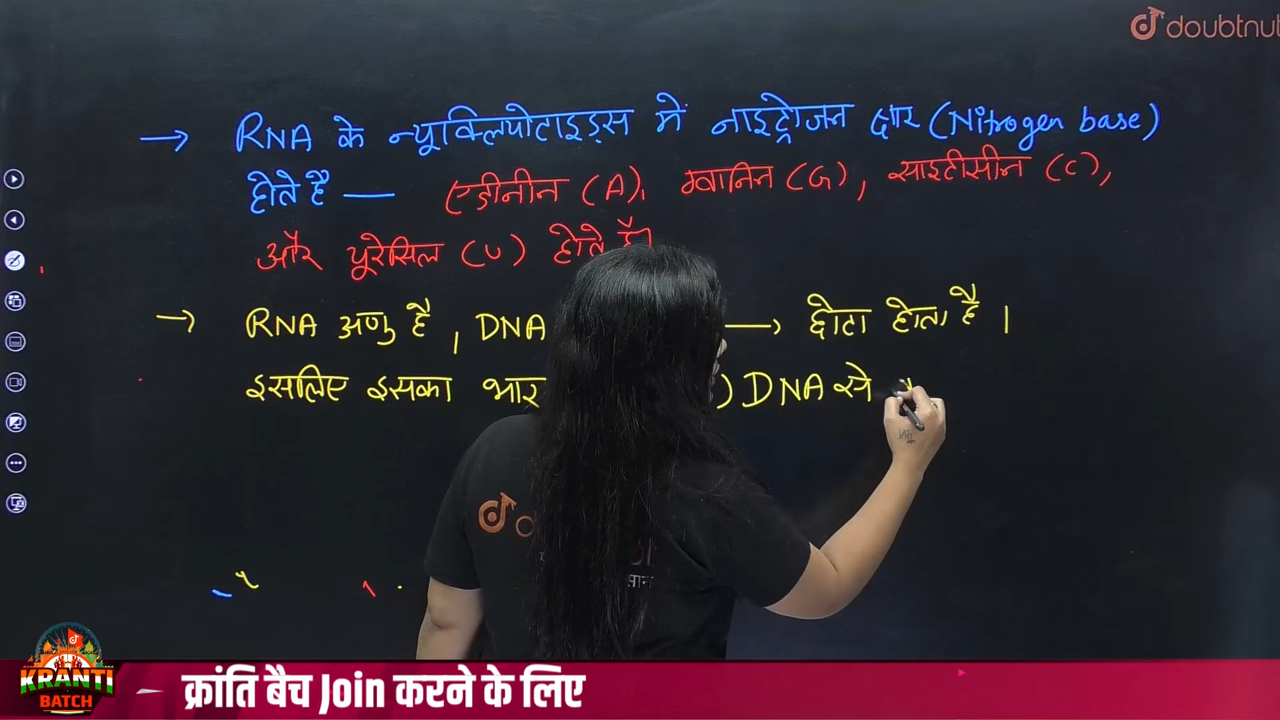 doubtnut
→ RNA के न्यूक्लियोटाइड्स में नाइट्रोजन क्षार (Nitrogen base)
होते है — एडीनीन (A), ग्वानिन (G), साइटोसीन (C),
और यूरेसिल (U) होते है।
→ RNA अणु है, DNA → छोटा होता है ।
इसलिए इसका भार ) DNA से
KRANTI
BATCH
क्रांति बैच Join करने के लिए